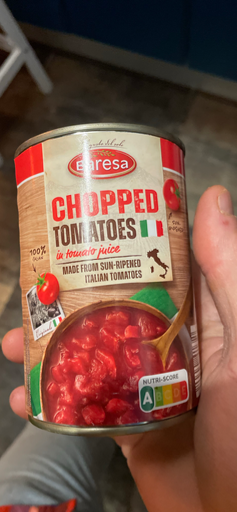 Baresa
CHOPPED
TOMATOES
in tomato juice
MADE FROM SUN-RIPENED
ITALIAN TOMATOES
100%
NUTRI-SCORE
A